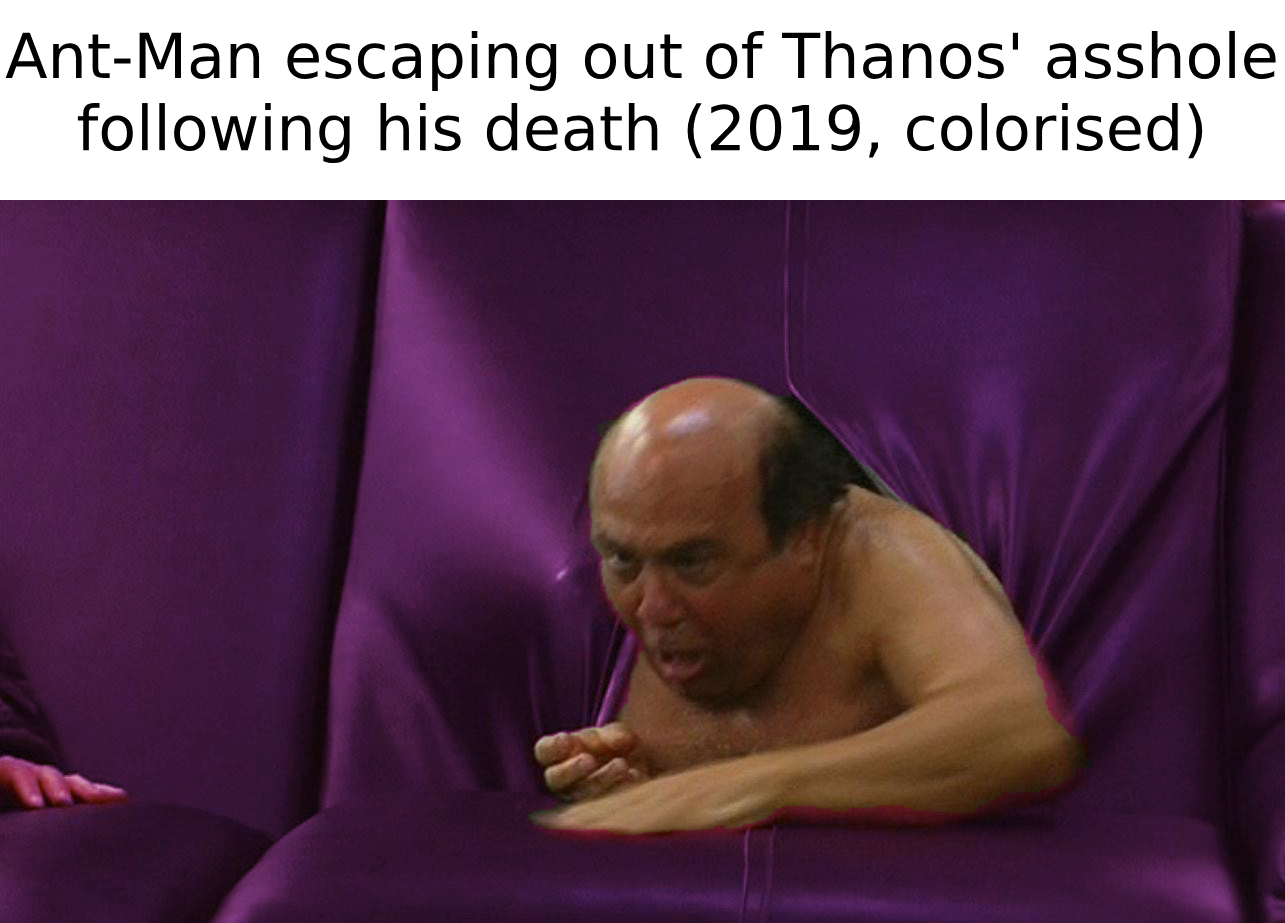 Ant-Man escaping out of Thanos' asshole
following his death (2019, colorised)